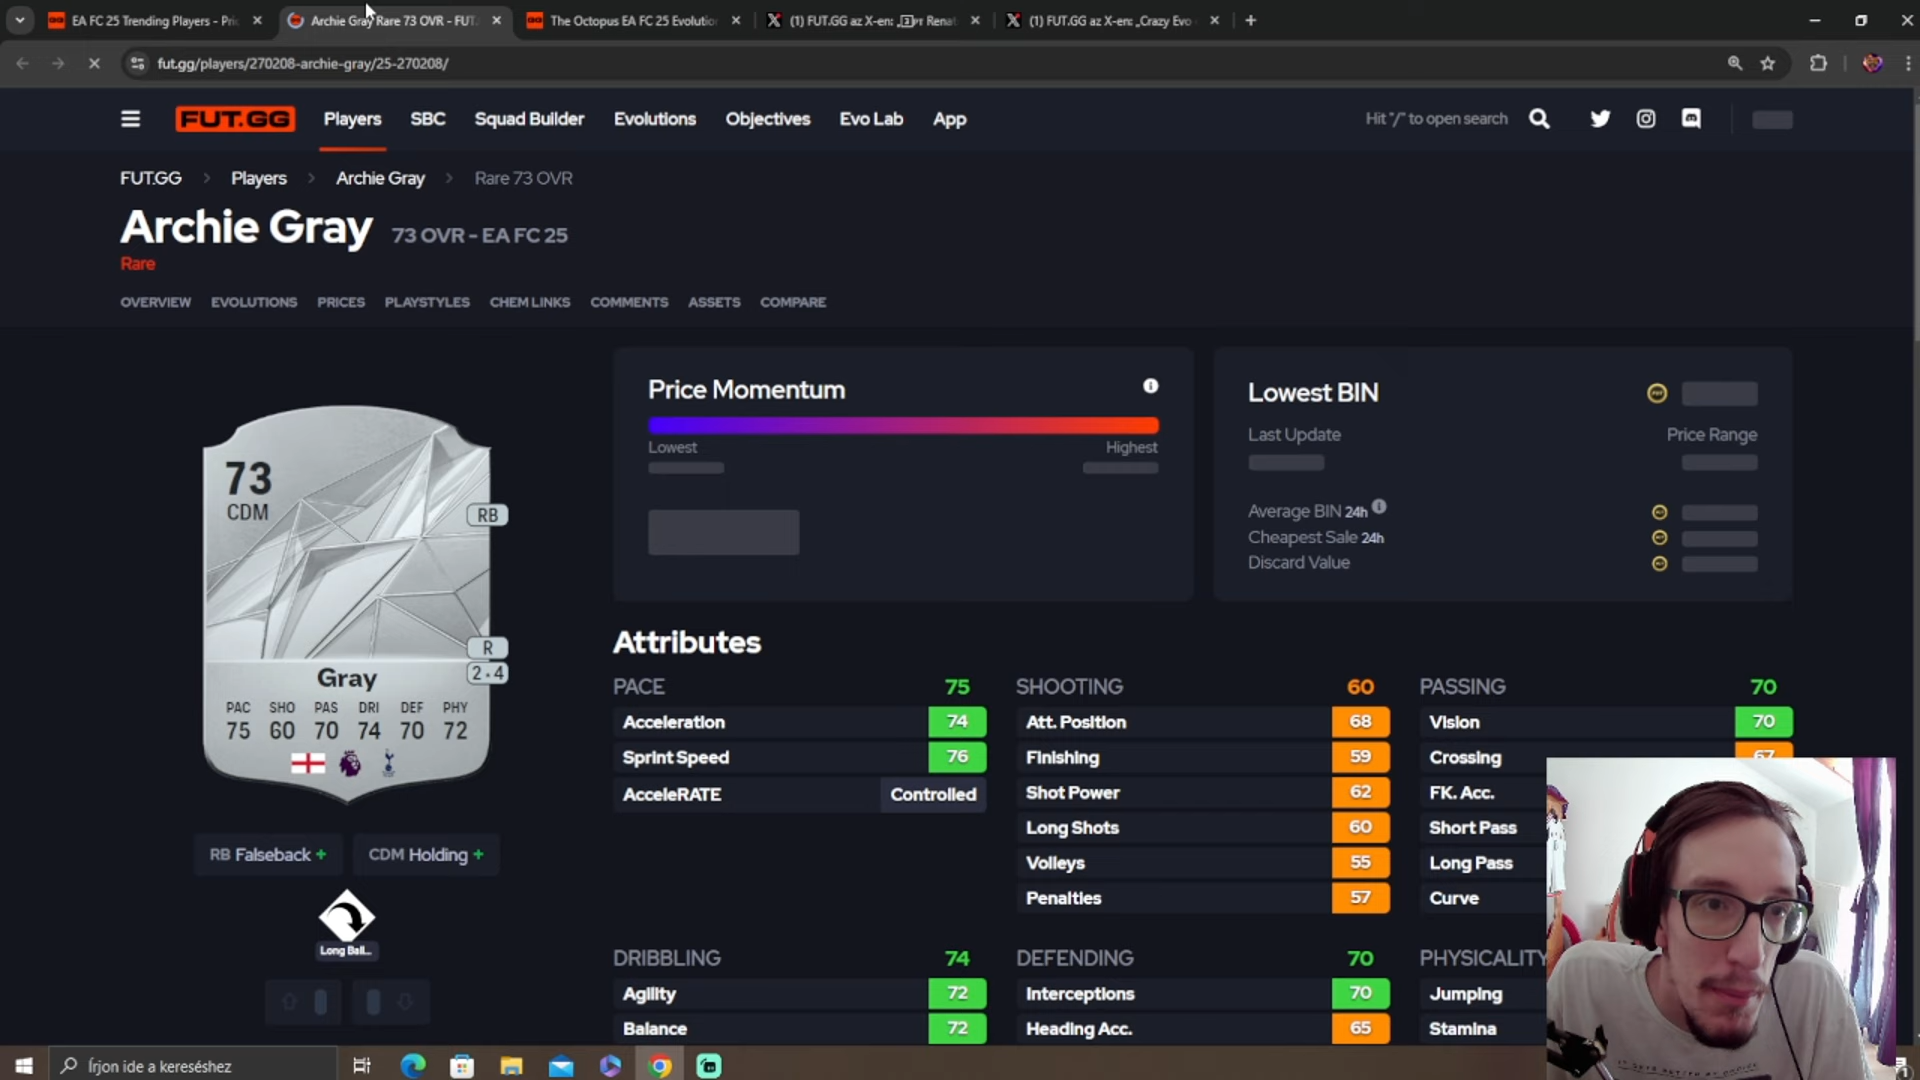 EA FC 25 Trending Players - Pri
Archie Gray Rare 73 OVR - FUT.
The Octopus EA FC 25 Evolution
(1) FUT.GG az X-en: „
(1) FUT.GG az X-en: „Crazy Evo
fut.gg/players/270208-archie-gray/25-270208/
FUT.GG
Players
SBC
Squad Builder
Evolutions
Objectives
Evo Lab
App
Hit "/" to open search
FUT.GG > Players > Archie Gray > Rare 73 OVR
Archie Gray 73 OVR - EA FC 25
Rare
OVERVIEW EVOLUTIONS PRICES PLAYSTYLES CHEM LINKS COMMENTS ASSETS COMPARE
73
CDM
RB
R
2 - 4
Gray
PAC SHO PAS DRI DEF PHY
75 60 70 74 70 72
RB Falseback +
CDM Holding +
Long Ball...
Price Momentum
Lowest
Highest
Lowest BIN
Last Update
Price Range
Average BIN 24h
Cheapest Sale 24h
Discard Value
Attributes
PACE 75
Acceleration 74
Sprint Speed 76
AcceleRATE Controlled
SHOOTING 60
Att. Position 68
Finishing 59
Shot Power 62
Long Shots 60
Volleys 55
Penalties 57
PASSING 70
Vision 70
Crossing 67
FK. Acc.
Short Pass
Long Pass
Curve
DRIBBLING 74
Agility 72
Balance 72
DEFENDING 70
Interceptions 70
Heading Acc. 65
PHYSICALITY
Jumping
Stamina
Írjon ide a kereséshez